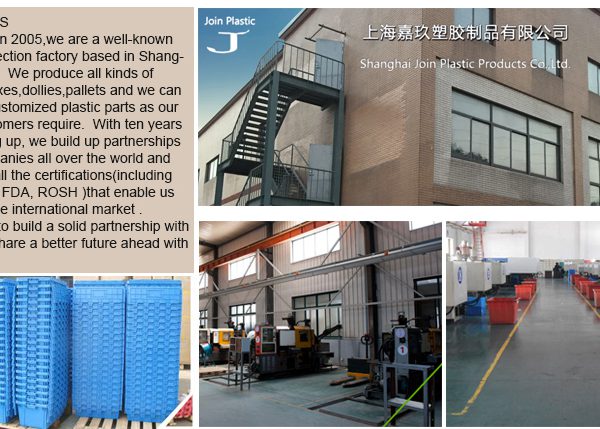 S
n 2005,we are a well-known
ection factory based in Shang-
We produce all kinds of
xes,dollies,pallets and we can
ustomized plastic parts as our
omers require. With ten years
g up, we build up partnerships
anies all over the world and
ll the certifications(including
FDA, ROSH )that enable us
e international market .
to build a solid partnership with
hare a better future ahead with
Join Plastic
J
上海嘉玖塑胶制品有限公司
Shanghai Join Plastic Products Co.,Ltd.
1